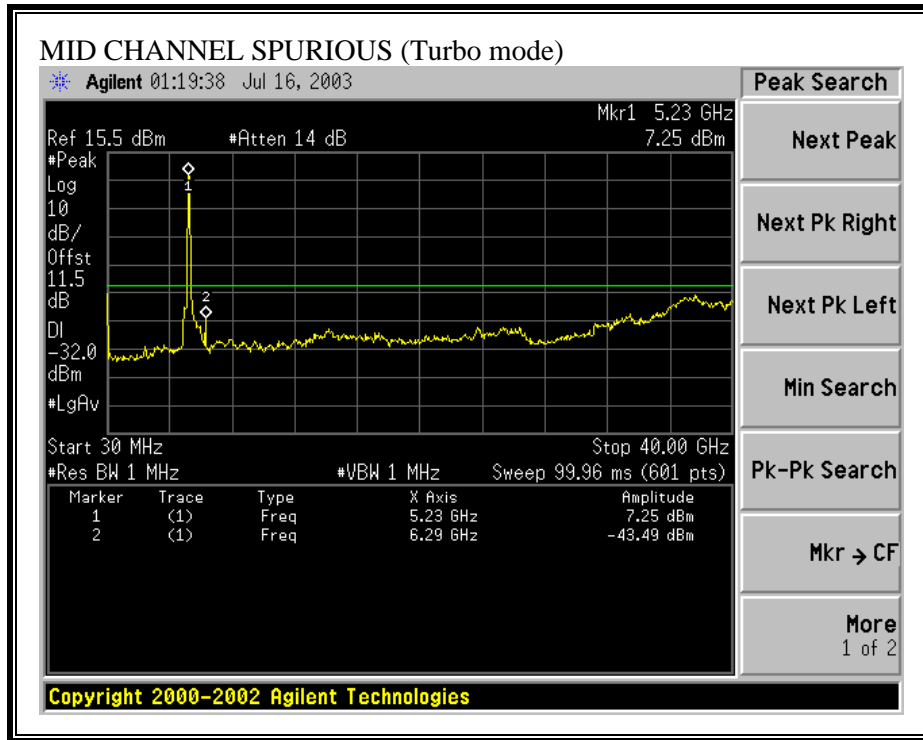 MID CHANNEL SPURIOUS (Turbo mode)
Agilent 01:19:38 Jul 16, 2003
Peak Search
Mkr1 5.23 GHz
Ref 15.5 dBm #Atten 14 dB 7.25 dBm
#Peak
Log
10
dB/
Offst
11.5
dB
DI
-32.0
dBm
#LgAv
1
2
Start 30 MHz Stop 40.00 GHz
#Res BW 1 MHz #VBW 1 MHz Sweep 99.96 ms (601 pts)
Marker Trace Type X Axis Amplitude
1 (1) Freq 5.23 GHz 7.25 dBm
2 (1) Freq 6.29 GHz -43.49 dBm
Next Peak
Next Pk Right
Next Pk Left
Min Search
Pk-Pk Search
Mkr → CF
More
1 of 2
Copyright 2000-2002 Agilent Technologies